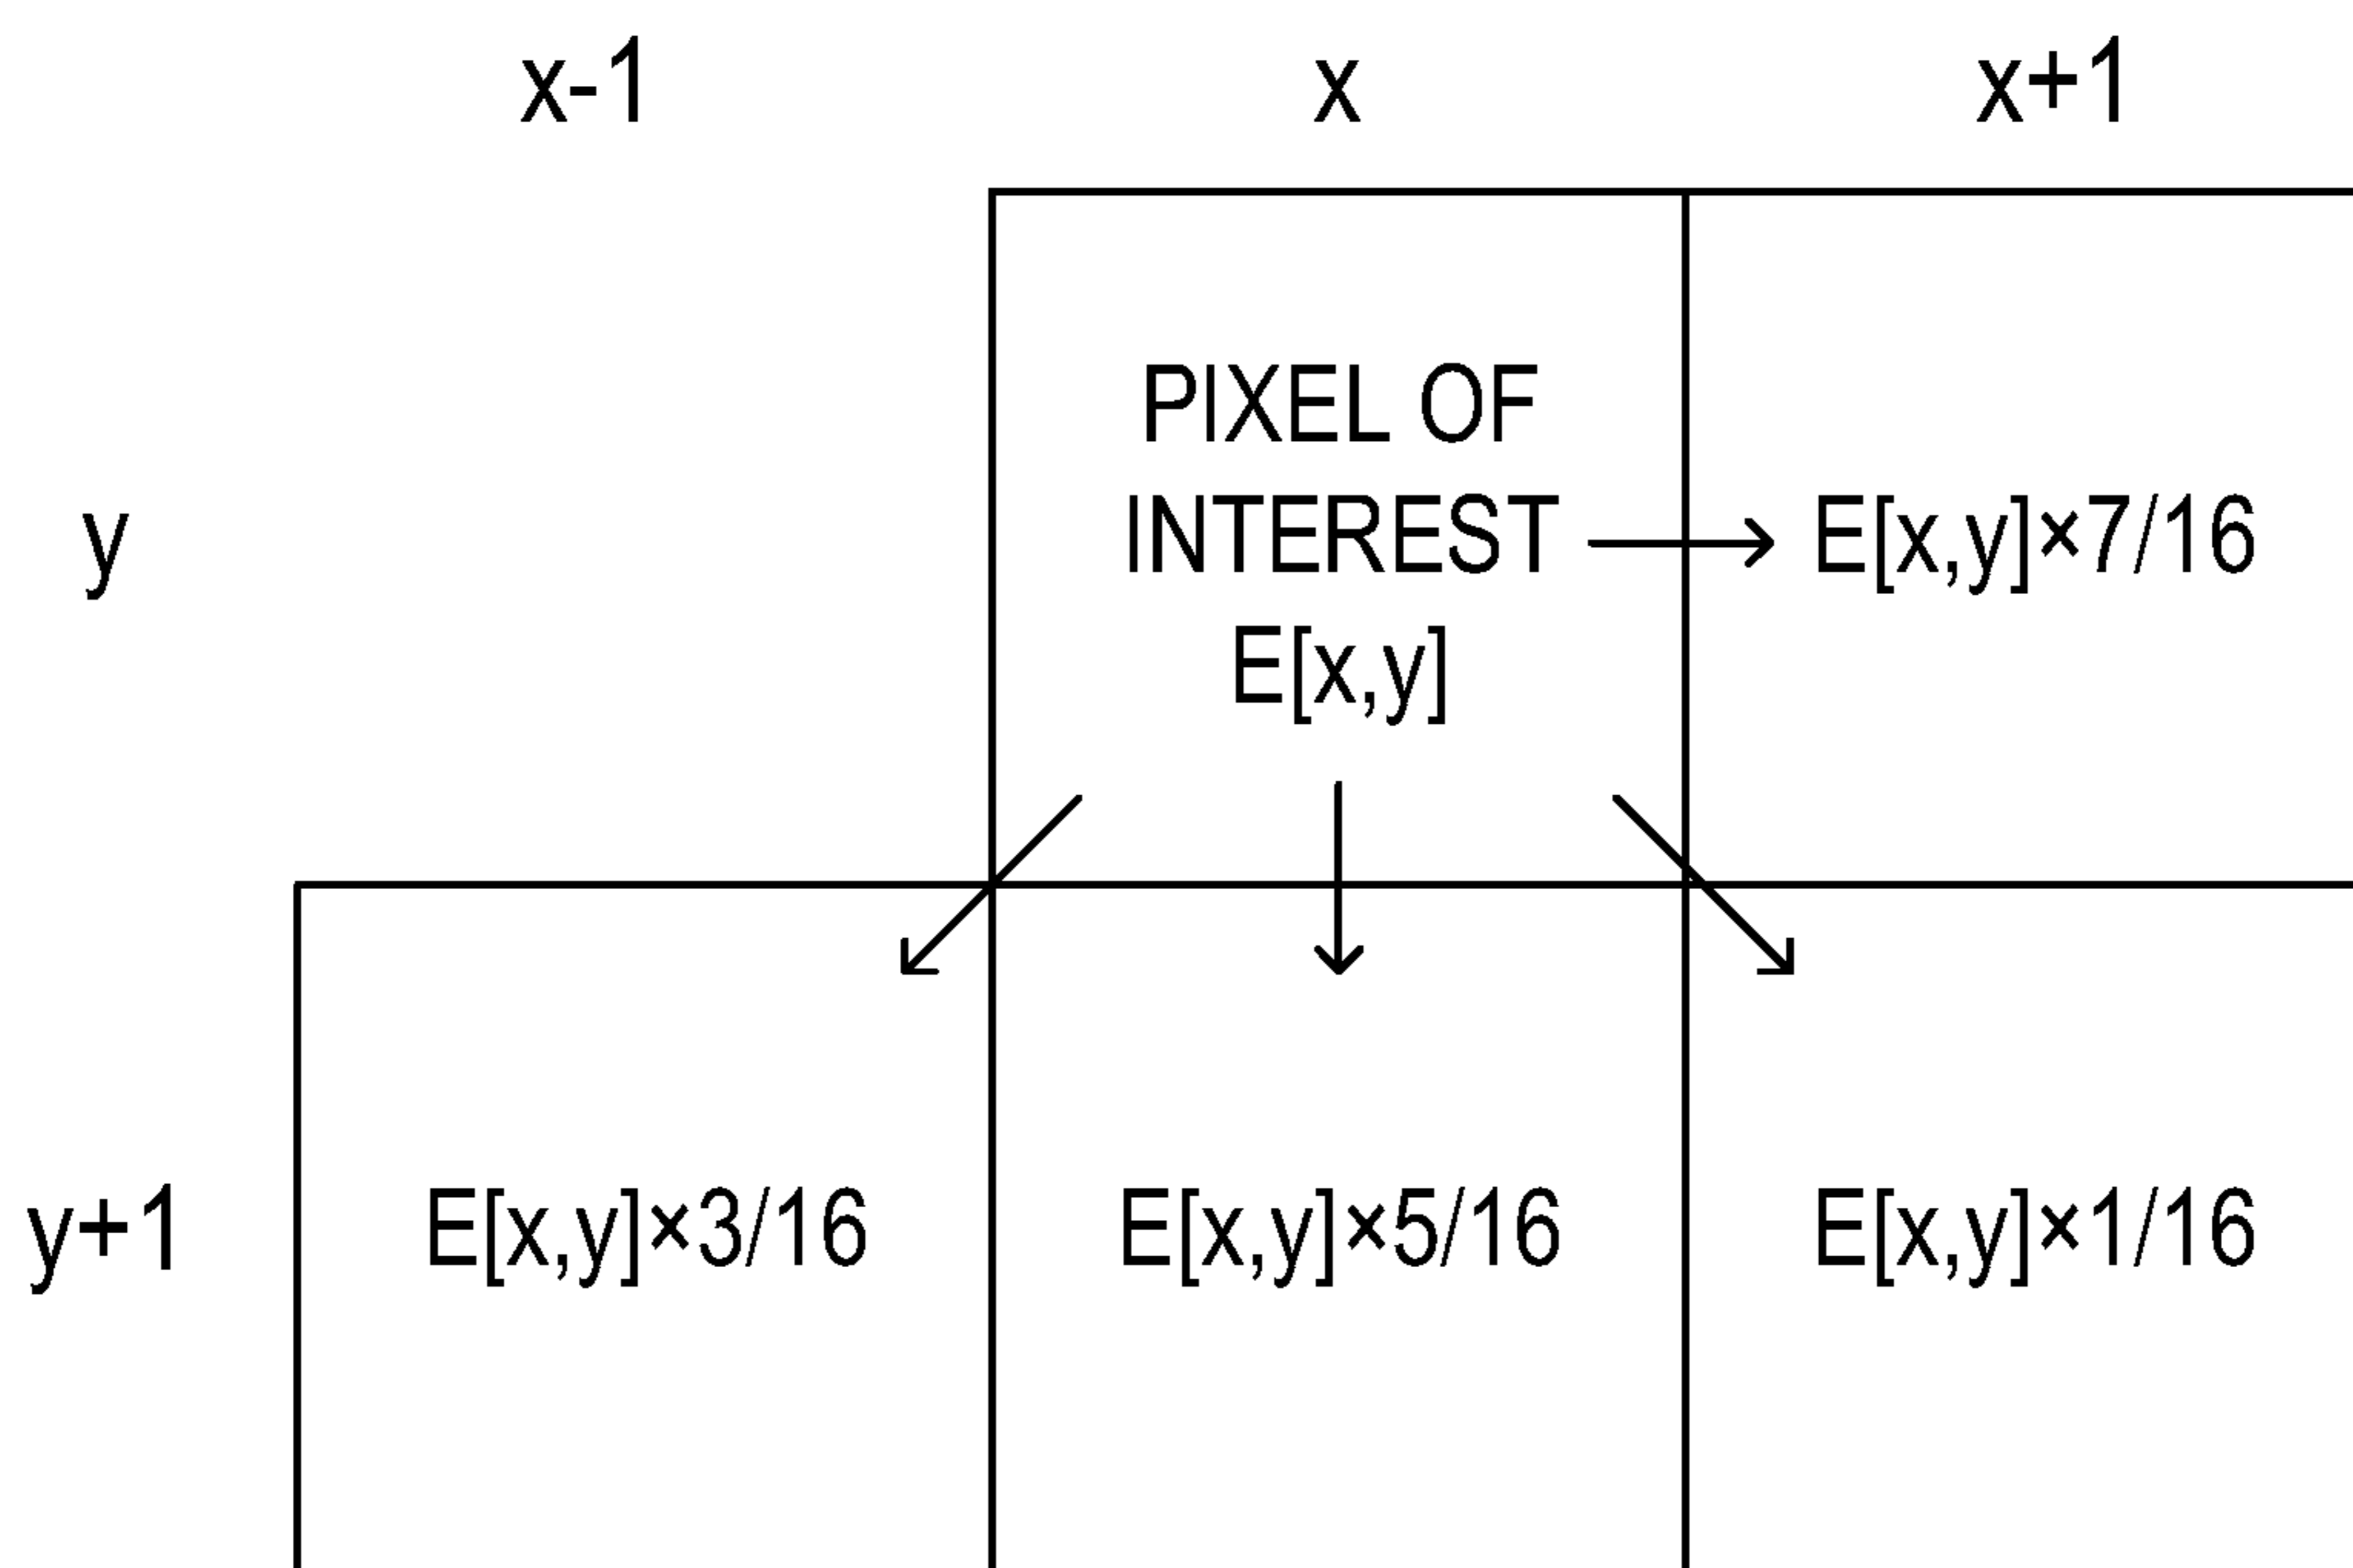 x-1 x x+1
PIXEL OF
INTEREST
E[x,y]
y
E[x,y]×7/16
y+1
E[x,y]×3/16
E[x,y]×5/16
E[x,y]×1/16